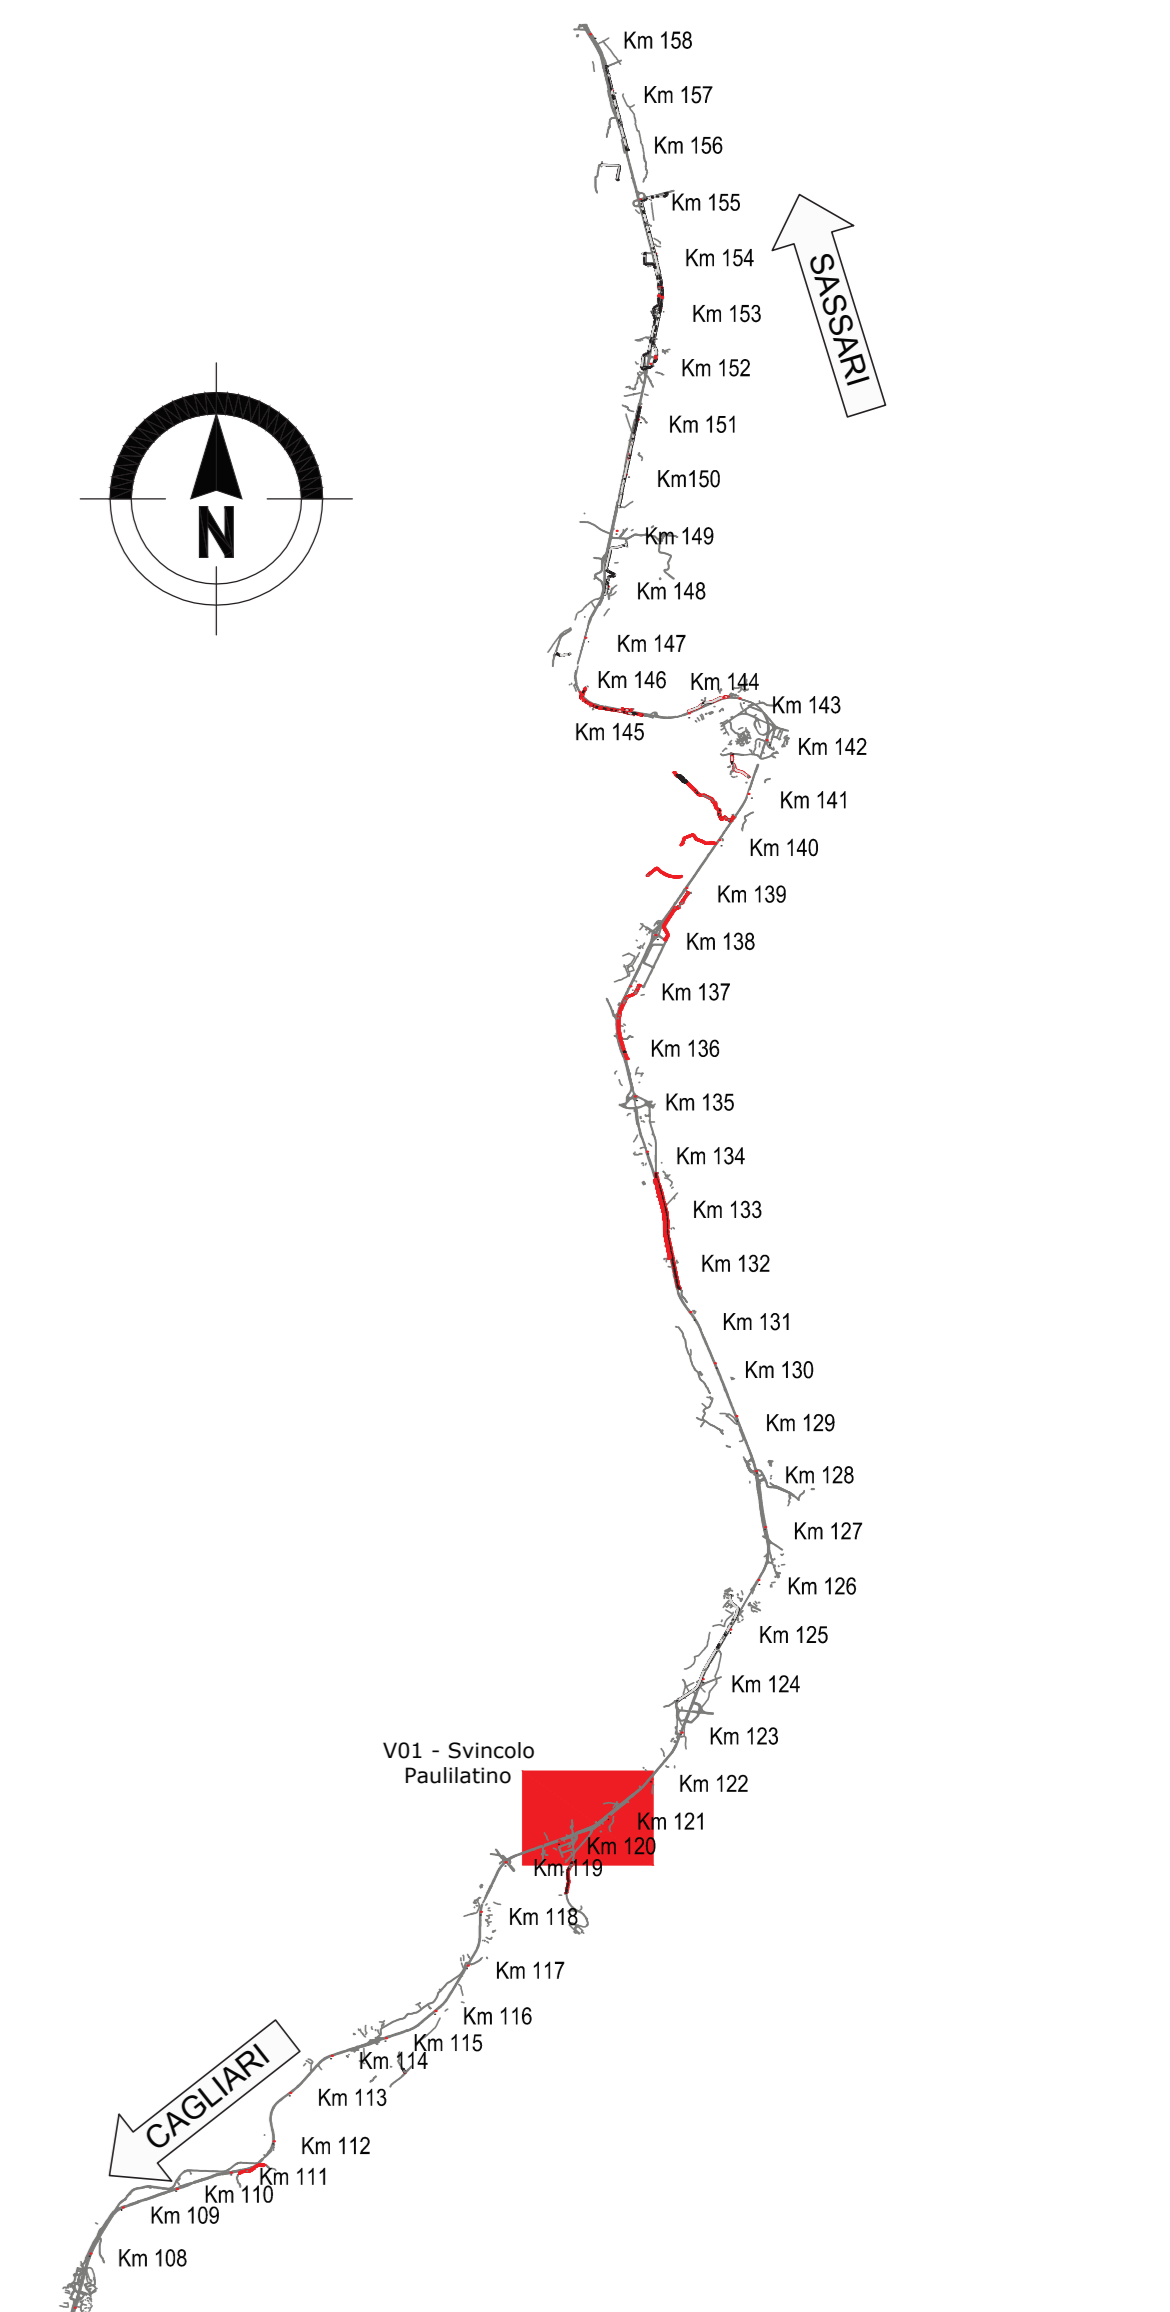 Km 158
Km 157
Km 156
Km 155
Km 154
SASSARI
Km 153
Km 152
Km 151
Km150
N
Km 149
Km 148
Km 147
Km 146
Km 144
Km 143
Km 145
Km 142
Km 141
Km 140
Km 139
Km 138
Km 137
Km 136
Km 135
Km 134
Km 133
Km 132
Km 131
Km 130
Km 129
Km 128
Km 127
Km 126
Km 125
Km 124
Km 123
V01 - Svincolo
Paulilatino
Km 122
Km 121
Km 120
Km 119
Km 118
Km 117
Km 116
Km 115
Km 114
CAGLIARI
Km 113
Km 112
Km 111
Km 110
Km 109
Km 108